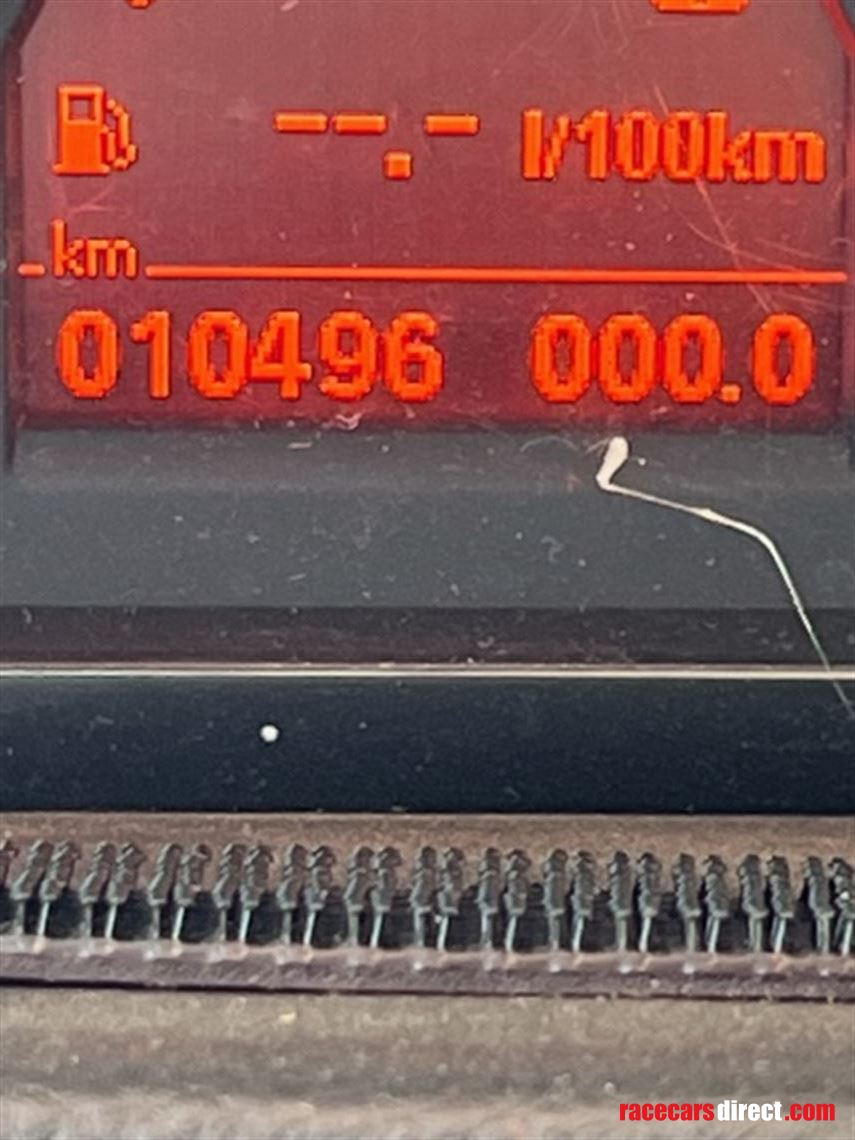 --.- l/100km
km
010496 000.0
racecarsdirect.com